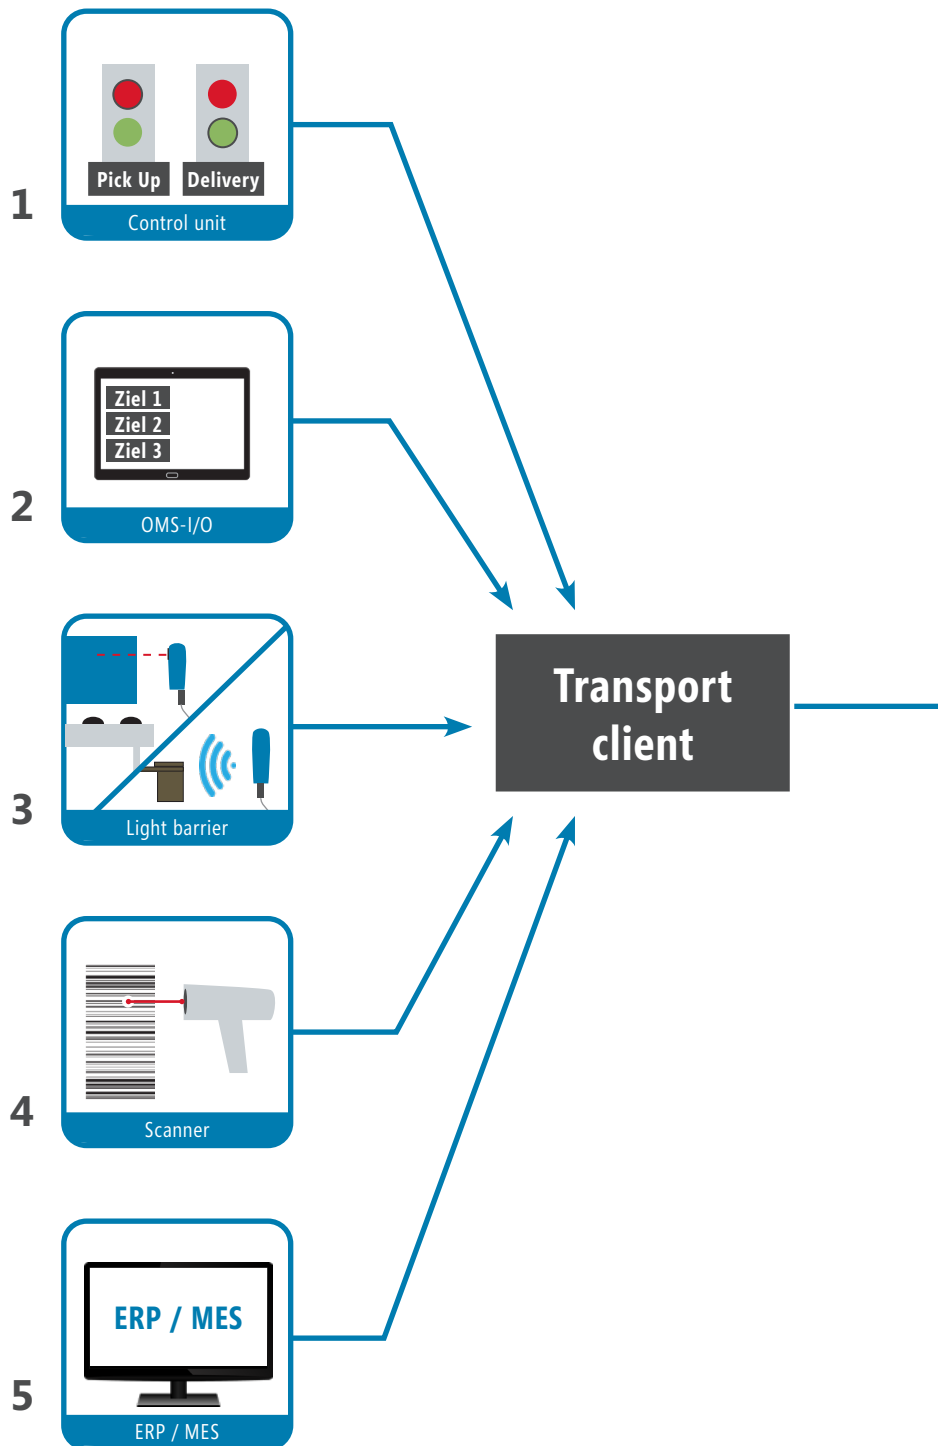 Pick Up
Delivery
1
Control unit
Ziel 1
Ziel 2
Ziel 3
2
OMS-I/O
Transport
client
3
Light barrier
4
Scanner
ERP / MES
5
ERP / MES